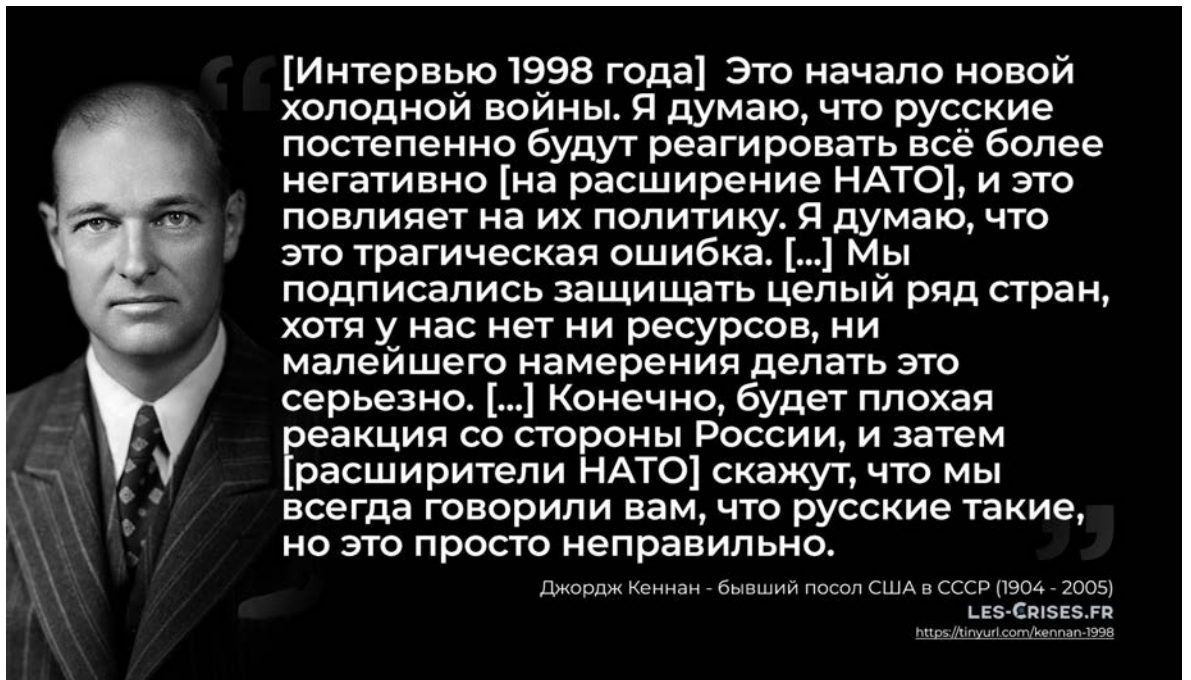 [Интервью 1998 года] Это начало новой
холодной войны. Я думаю, что русские
постепенно будут реагировать всё более
негативно [на расширение НАТО], и это
повлияет на их политику. Я думаю, что
это трагическая ошибка. [...] Мы
подписались защищать целый ряд стран,
хотя у нас нет ни ресурсов, ни
малейшего намерения делать это
серьезно. [...] Конечно, будет плохая
реакция со стороны России, и затем
[расширители НАТО] скажут, что мы
всегда говорили вам, что русские такие,
но это просто неправильно.
Джордж Кеннан - бывший посол США в СССР (1904 - 2005)
LES-CRISES.FR
https://tinyurl.com/kennan-1998